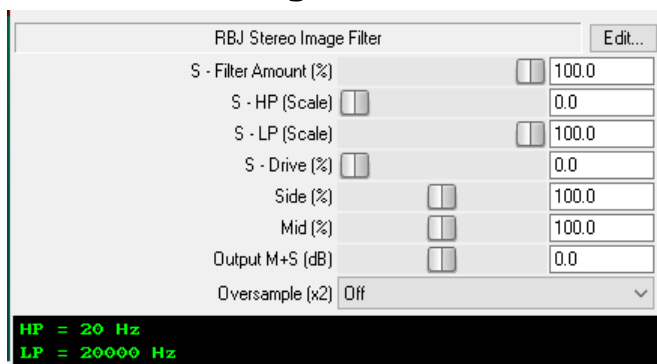 RBJ Stereo Image Filter Edit...
S - Filter Amount (%) 100.0
S - HP (Scale) 0.0
S - LP (Scale) 100.0
S - Drive (%) 0.0
Side (%) 100.0
Mid (%) 100.0
Output M+S (dB) 0.0
Oversample (x2) Off
HP = 20 Hz
LP = 20000 Hz